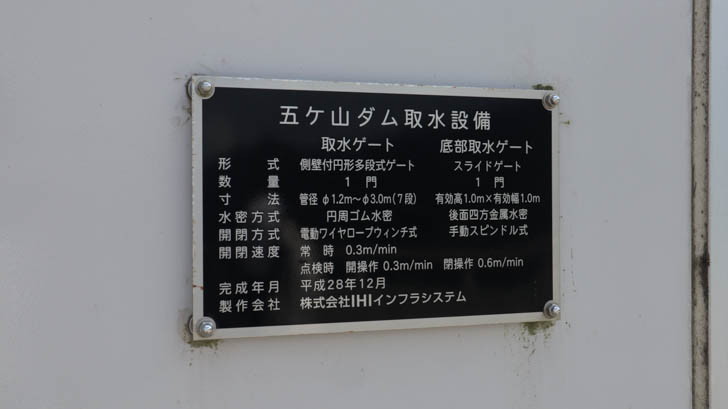 五ケ山ダム取水設備
取水ゲート 底部取水ゲート
形式 側壁付円形多段式ゲート スライドゲート
数量 1門 1門
寸法 管径 φ1.2m～φ3.0m(7段) 有効高1.0m×有効幅1.0m
水密方式 円周ゴム水密 後面四方金属水密
開閉方式 電動ワイヤロープウィンチ式 手動スピンドル式
開閉速度 常時 0.3m/min
点検時 開操作 0.3m/min 閉操作 0.6m/min
完成年月 平成28年12月
製作会社 株式会社IHIインフラシステム